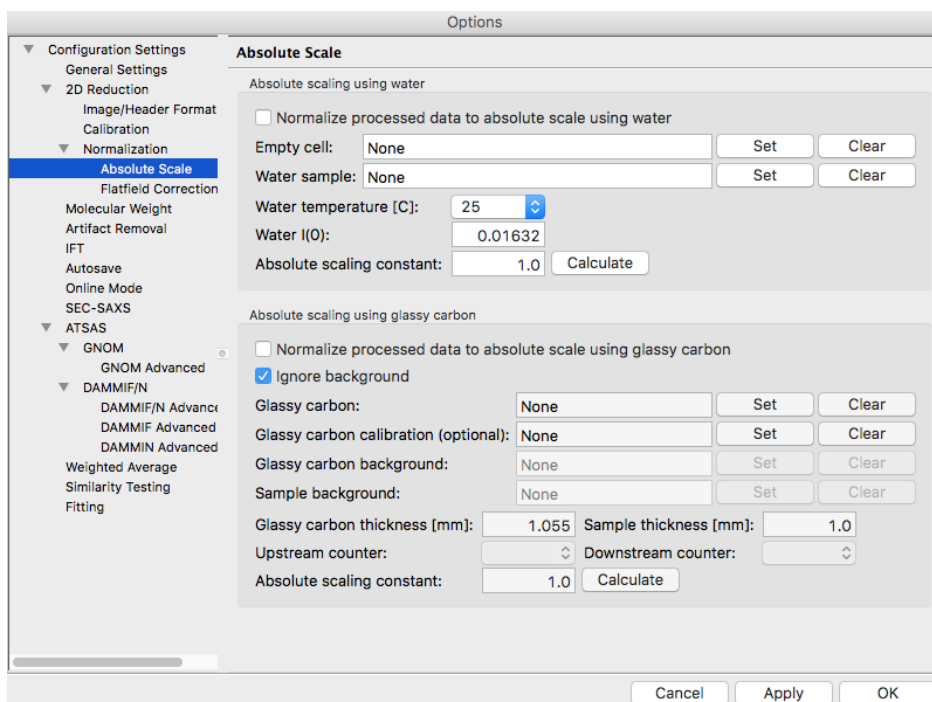 Options
Configuration Settings
General Settings
2D Reduction
Image/Header Format
Calibration
Normalization
Absolute Scale
Flatfield Correction
Molecular Weight
Artifact Removal
IFT
Autosave
Online Mode
SEC-SAXS
ATSAS
GNOM
GNOM Advanced
DAMMIF/N
DAMMIF/N Advance
DAMMIF Advanced
DAMMIN Advanced
Weighted Average
Similarity Testing
Fitting
Absolute Scale
Absolute scaling using water
Normalize processed data to absolute scale using water
Empty cell: None Set Clear
Water sample: None Set Clear
Water temperature [C]: 25
Water I(0): 0.01632
Absolute scaling constant: 1.0 Calculate
Absolute scaling using glassy carbon
Normalize processed data to absolute scale using glassy carbon
Ignore background
Glassy carbon: None Set Clear
Glassy carbon calibration (optional): None Set Clear
Glassy carbon background: None Set Clear
Sample background: None Set Clear
Glassy carbon thickness [mm]: 1.055 Sample thickness [mm]: 1.0
Upstream counter: Downstream counter:
Absolute scaling constant: 1.0 Calculate
Cancel Apply OK